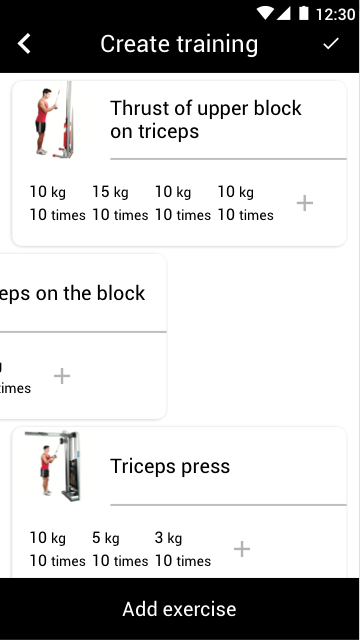 12:30
Create training
Thrust of upper block
on triceps
10 kg 15 kg 10 kg 10 kg
10 times 10 times 10 times 10 times
eps on the block
times
Triceps press
10 kg 5 kg 3 kg
10 times 10 times 10 times
Add exercise